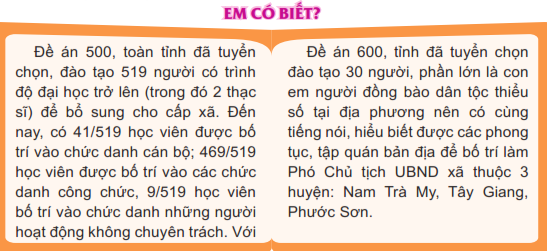 EM CÓ BIẾT?
Đề án 500, toàn tỉnh đã tuyển
chọn, đào tạo 519 người có trình
độ đại học trở lên (trong đó 2 thạc
sĩ) để bổ sung cho cấp xã. Đến
nay, có 41/519 học viên được bố
trí vào chức danh cán bộ; 469/519
học viên được bố trí vào các chức
danh công chức, 9/519 học viên
bố trí vào chức danh những người
hoạt động không chuyên trách. Với
Đề án 600, tỉnh đã tuyển chọn
đào tạo 30 người, phần lớn là con
em người đồng bào dân tộc thiểu
số tại địa phương nên có cùng
tiếng nói, hiểu biết được các phong
tục, tập quán bản địa để bố trí làm
Phó Chủ tịch UBND xã thuộc 3
huyện: Nam Trà My, Tây Giang,
Phước Sơn.